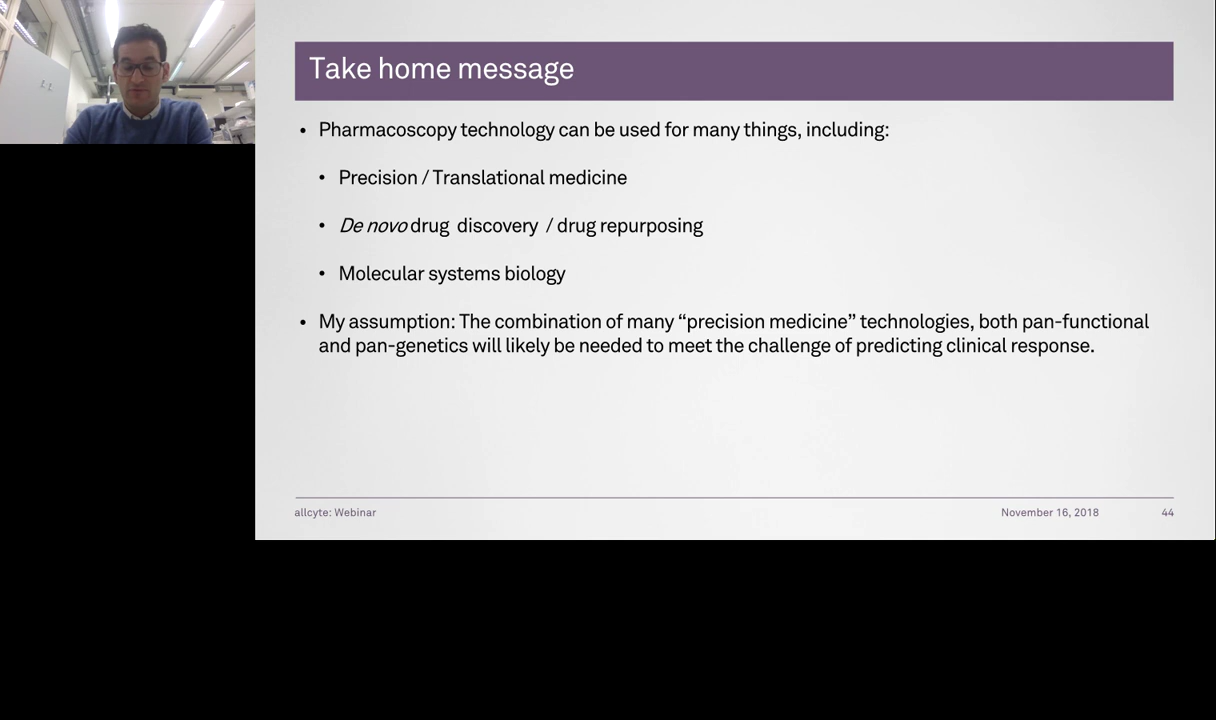 Take home message
• Pharmacoscopy technology can be used for many things, including:
• Precision / Translational medicine
• De novo drug discovery / drug repurposing
• Molecular systems biology
• My assumption: The combination of many “precision medicine” technologies, both pan-functional
and pan-genetics will likely be needed to meet the challenge of predicting clinical response.
allcyte: Webinar
November 16, 2018
44